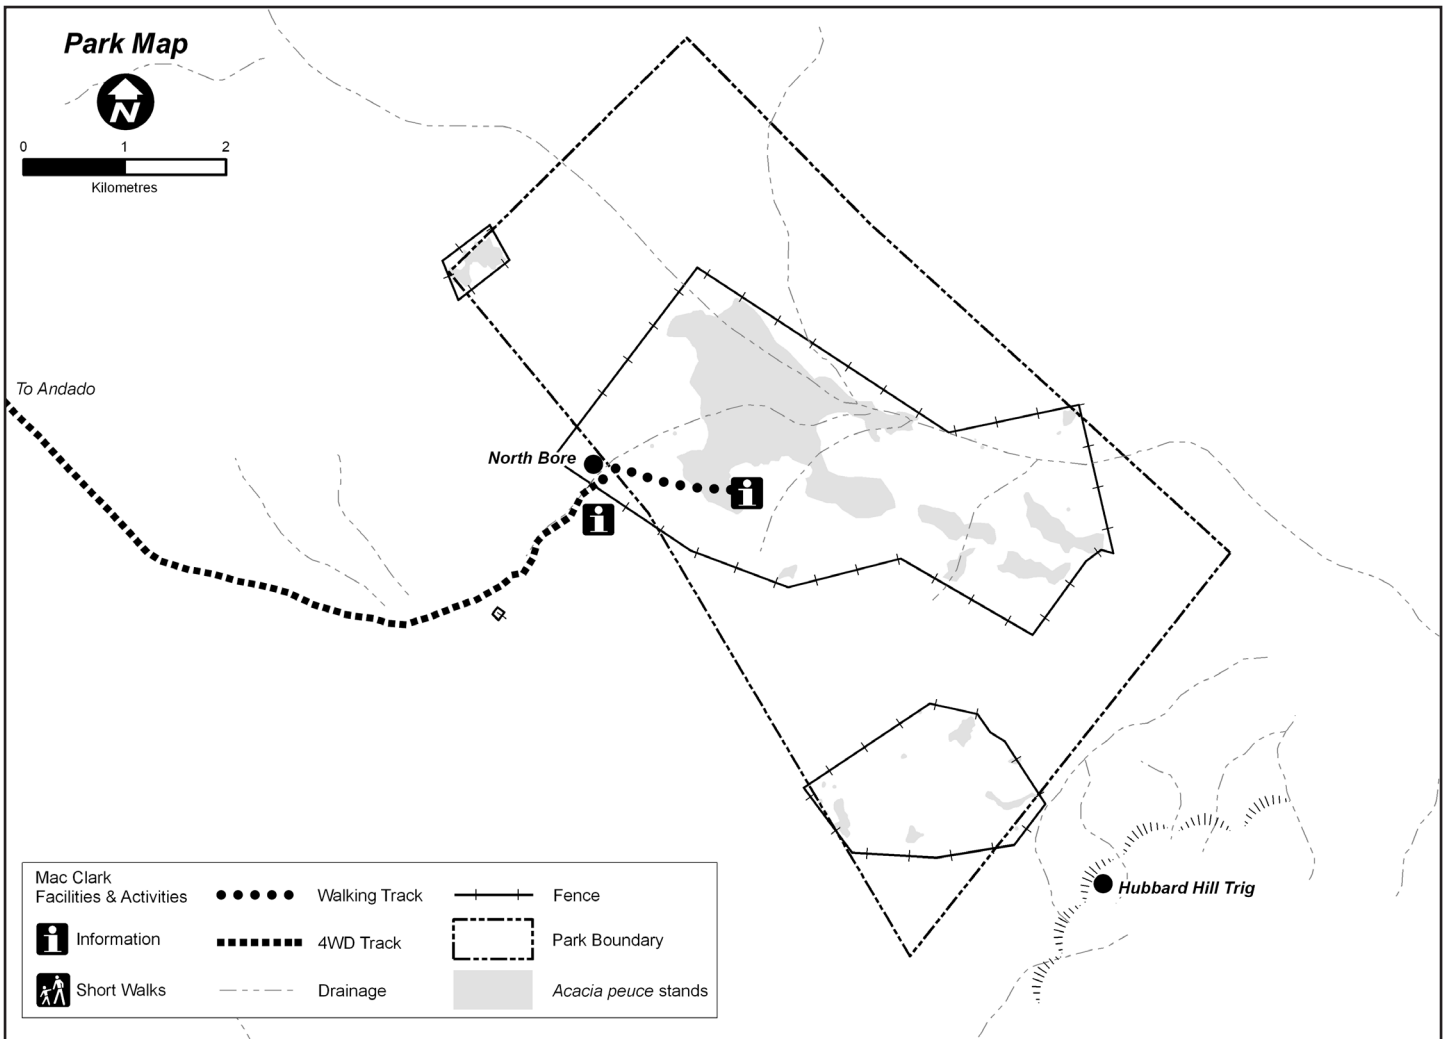 Park Map
N
0 1 2
Kilometres
To Andado
North Bore
i
i
Hubbard Hill Trig
Mac Clark
Facilities & Activities
i Information
Short Walks
Walking Track
4WD Track
Drainage
Fence
Park Boundary
Acacia peuce stands